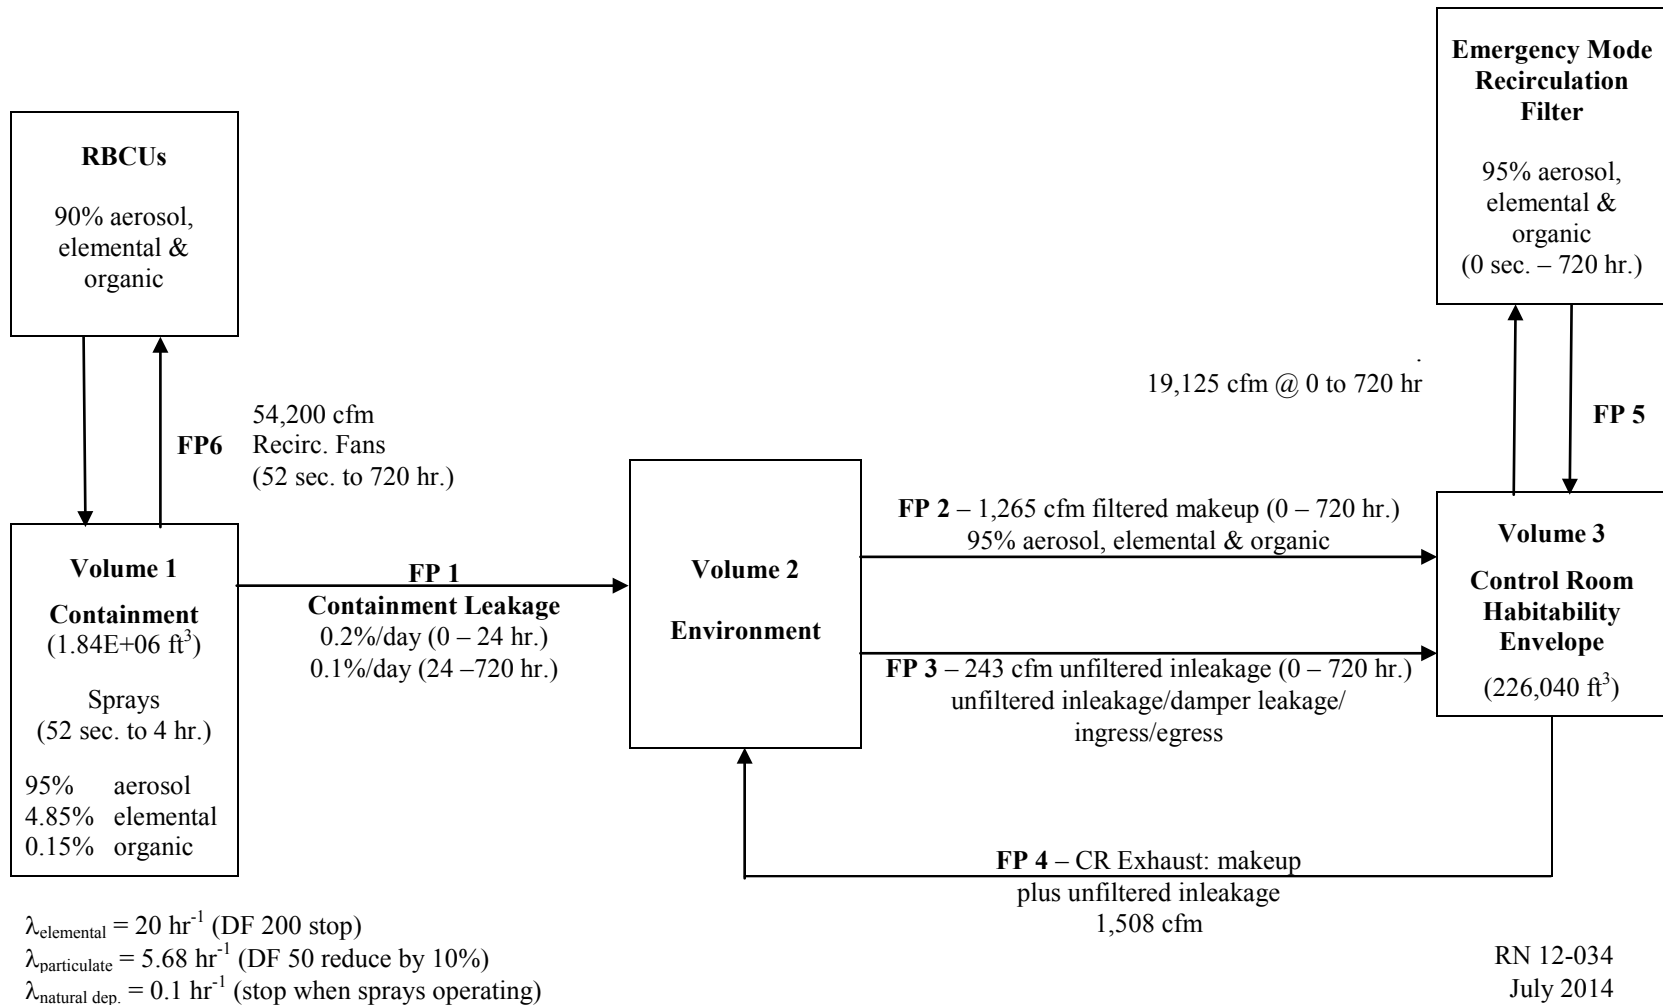 Emergency Mode
Recirculation
Filter
95% aerosol,
elemental &
organic
(0 sec. – 720 hr.)
RBCUs
90% aerosol,
elemental &
organic
.
19,125 cfm @ 0 to 720 hr
FP 5
FP6
54,200 cfm
Recirc. Fans
(52 sec. to 720 hr.)
Volume 1
Containment
(1.84E+06 ft³)
Sprays
(52 sec. to 4 hr.)
95% aerosol
4.85% elemental
0.15% organic
FP 1
Containment Leakage
0.2%/day (0 – 24 hr.)
0.1%/day (24 –720 hr.)
Volume 2
Environment
FP 2 – 1,265 cfm filtered makeup (0 – 720 hr.)
95% aerosol, elemental & organic
FP 3 – 243 cfm unfiltered inleakage (0 – 720 hr.)
unfiltered inleakage/damper leakage/
ingress/egress
Volume 3
Control Room
Habitability
Envelope
(226,040 ft³)
FP 4 – CR Exhaust: makeup
plus unfiltered inleakage
1,508 cfm
λelemental = 20 hr⁻¹ (DF 200 stop)
λparticulate = 5.68 hr⁻¹ (DF 50 reduce by 10%)
λnatural dep. = 0.1 hr⁻¹ (stop when sprays operating)
RN 12-034
July 2014